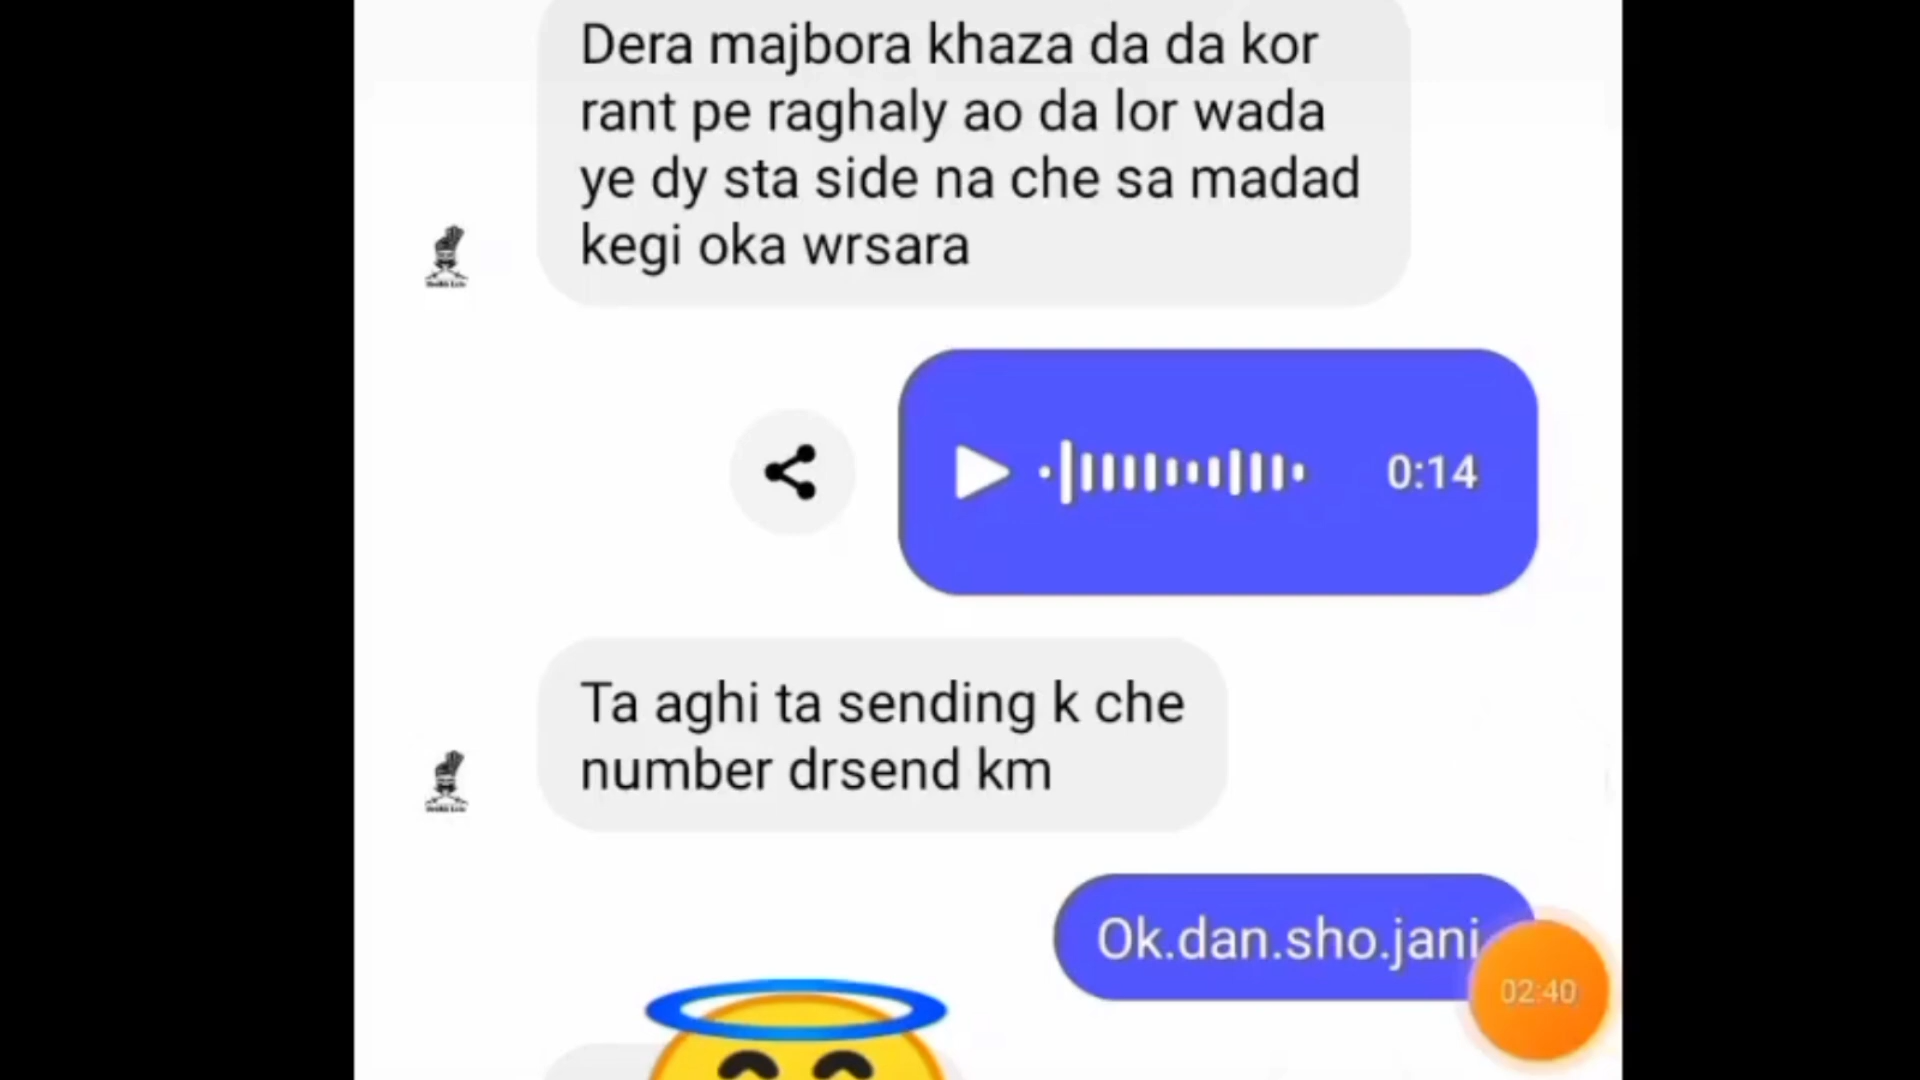 Dera majbora khaza da da kor
rant pe raghaly ao da lor wada
ye dy sta side na che sa madad
kegi oka wrsara
0:14
Ta aghi ta sending k che
number drsend km
Ok.dan.sho.jani
02:40